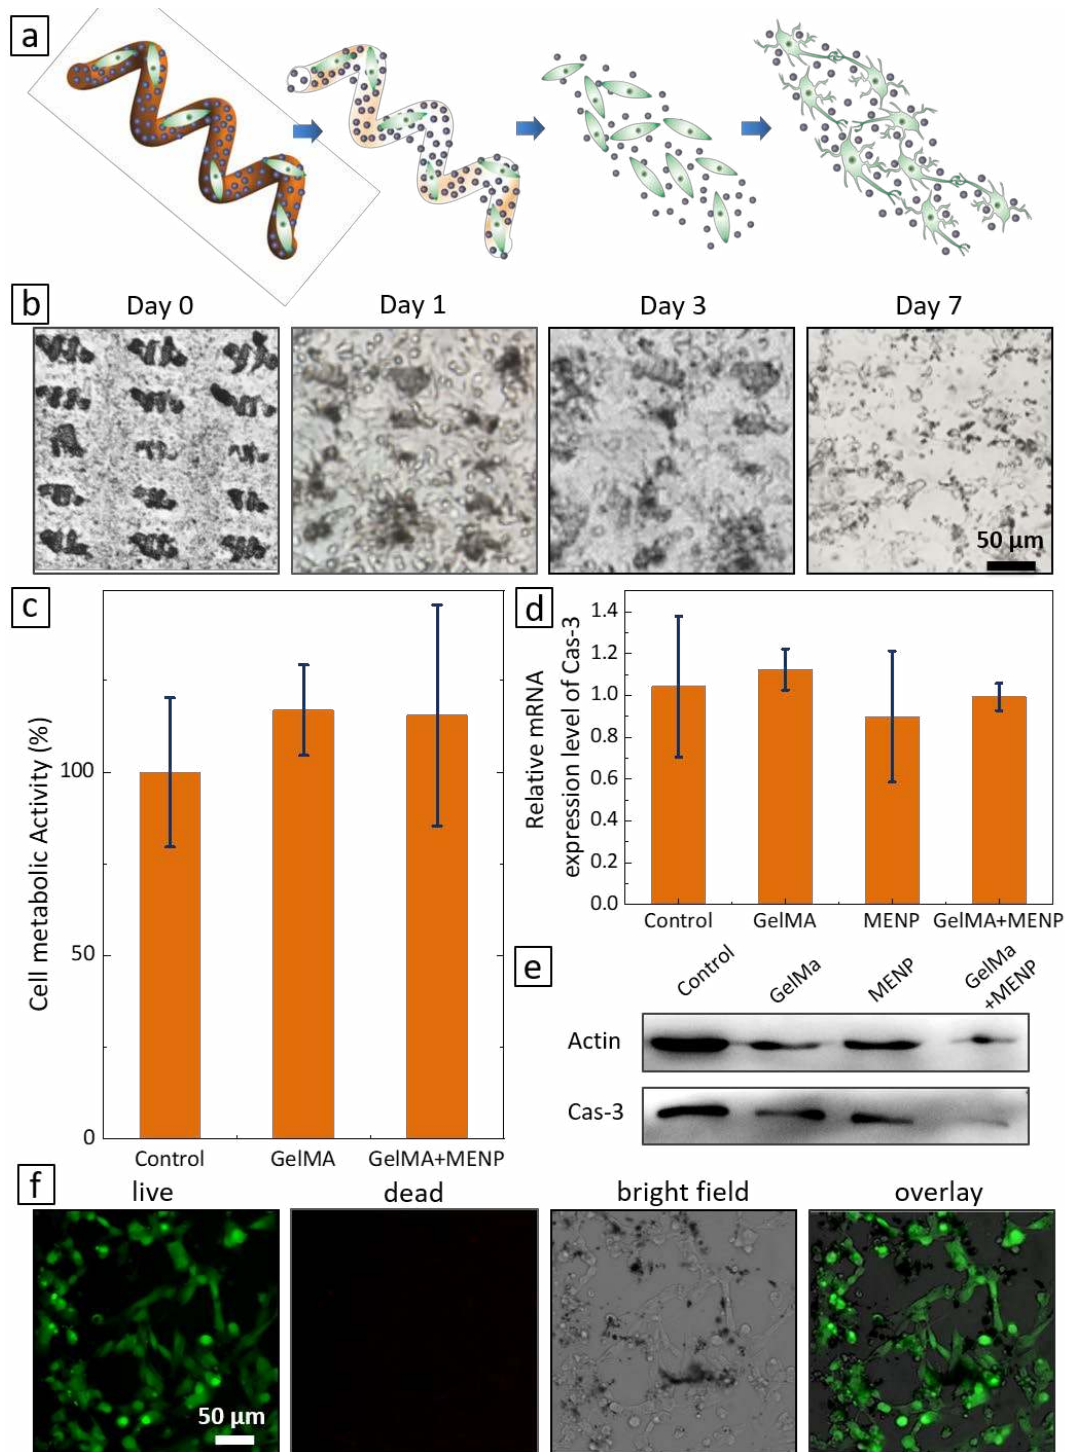 a
b
Day 0
Day 1
Day 3
Day 7
50 µm
c
Cell metabolic Activity (%)
100
50
0
Control
GelMA
GelMA+MENP
d
Relative mRNA
expression level of Cas-3
1.4
1.2
1.0
0.8
0.6
0.4
0.2
0.0
Control
GelMA
MENP
GelMA+MENP
e
Control
GelMa
MENP
GelMa
+MENP
Actin
Cas-3
f
live
dead
bright field
overlay
50 µm